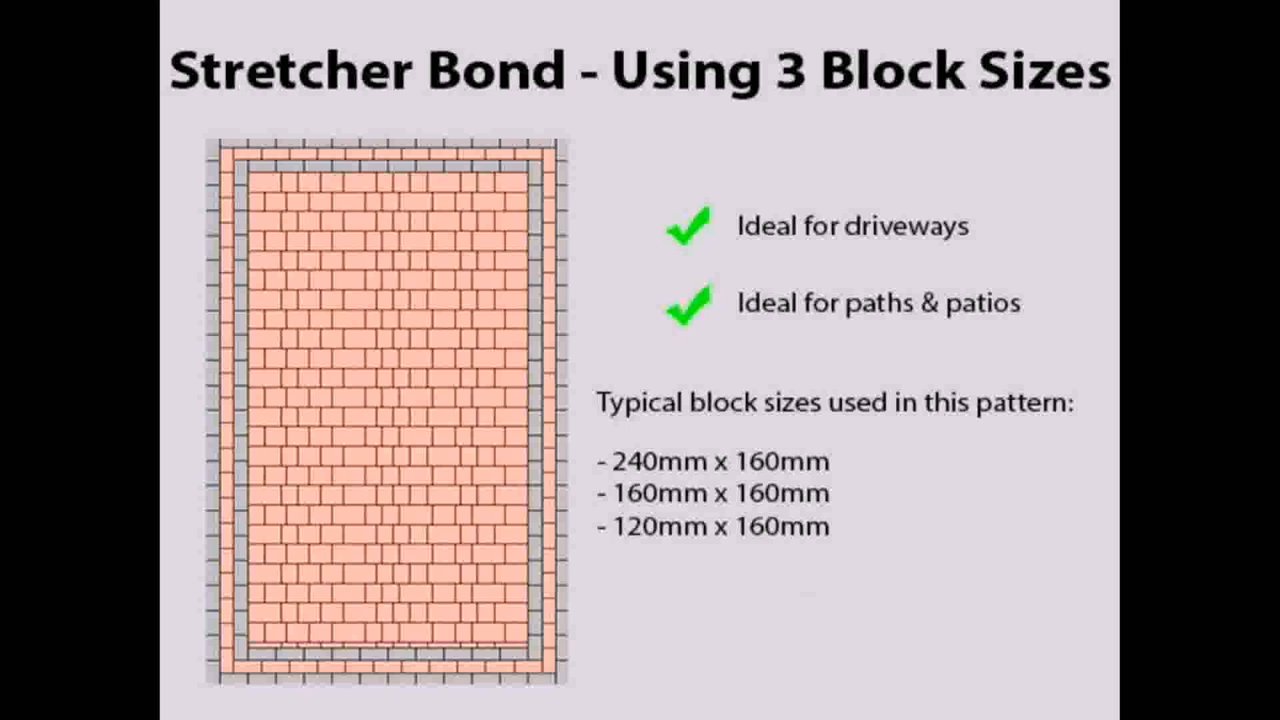 Stretcher Bond - Using 3 Block Sizes
Ideal for driveways
Ideal for paths & patios
Typical block sizes used in this pattern:
- 240mm x 160mm
- 160mm x 160mm
- 120mm x 160mm